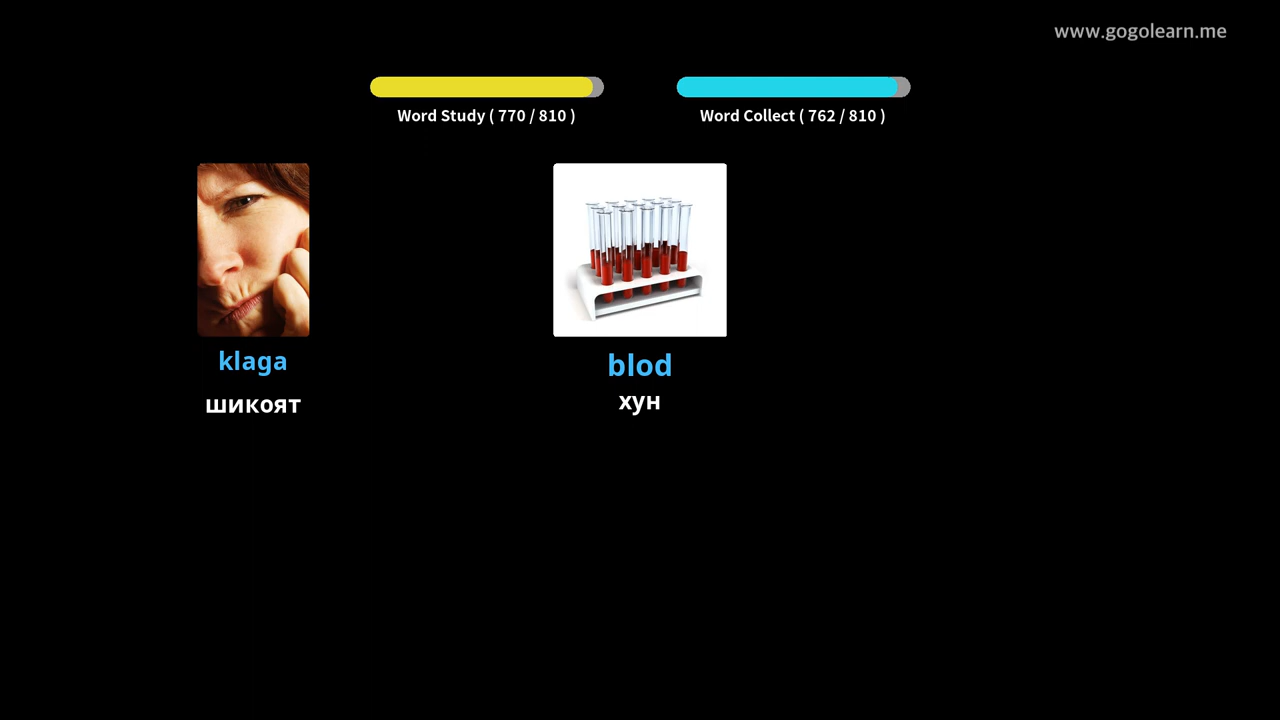 www.gogolearn.me
Word Study ( 770 / 810 )
Word Collect ( 762 / 810 )
klaga
шикоят
blod
хун